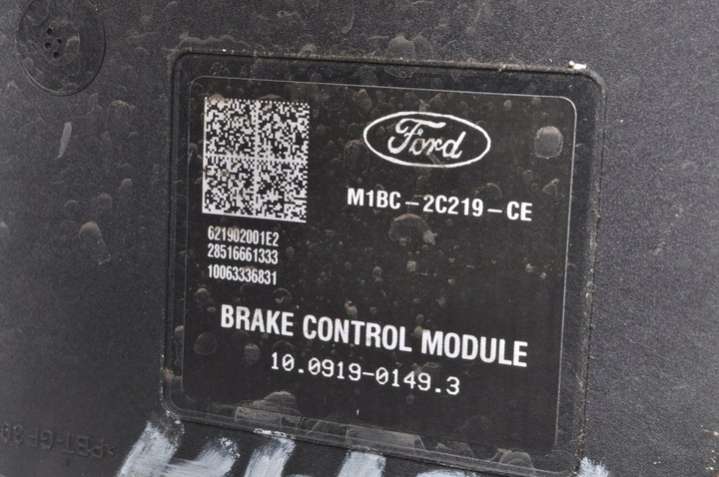 Ford
M1BC-2C219-CE
621902001E2
28516661333
10063336831
BRAKE CONTROL MODULE
10.0919-0149.3